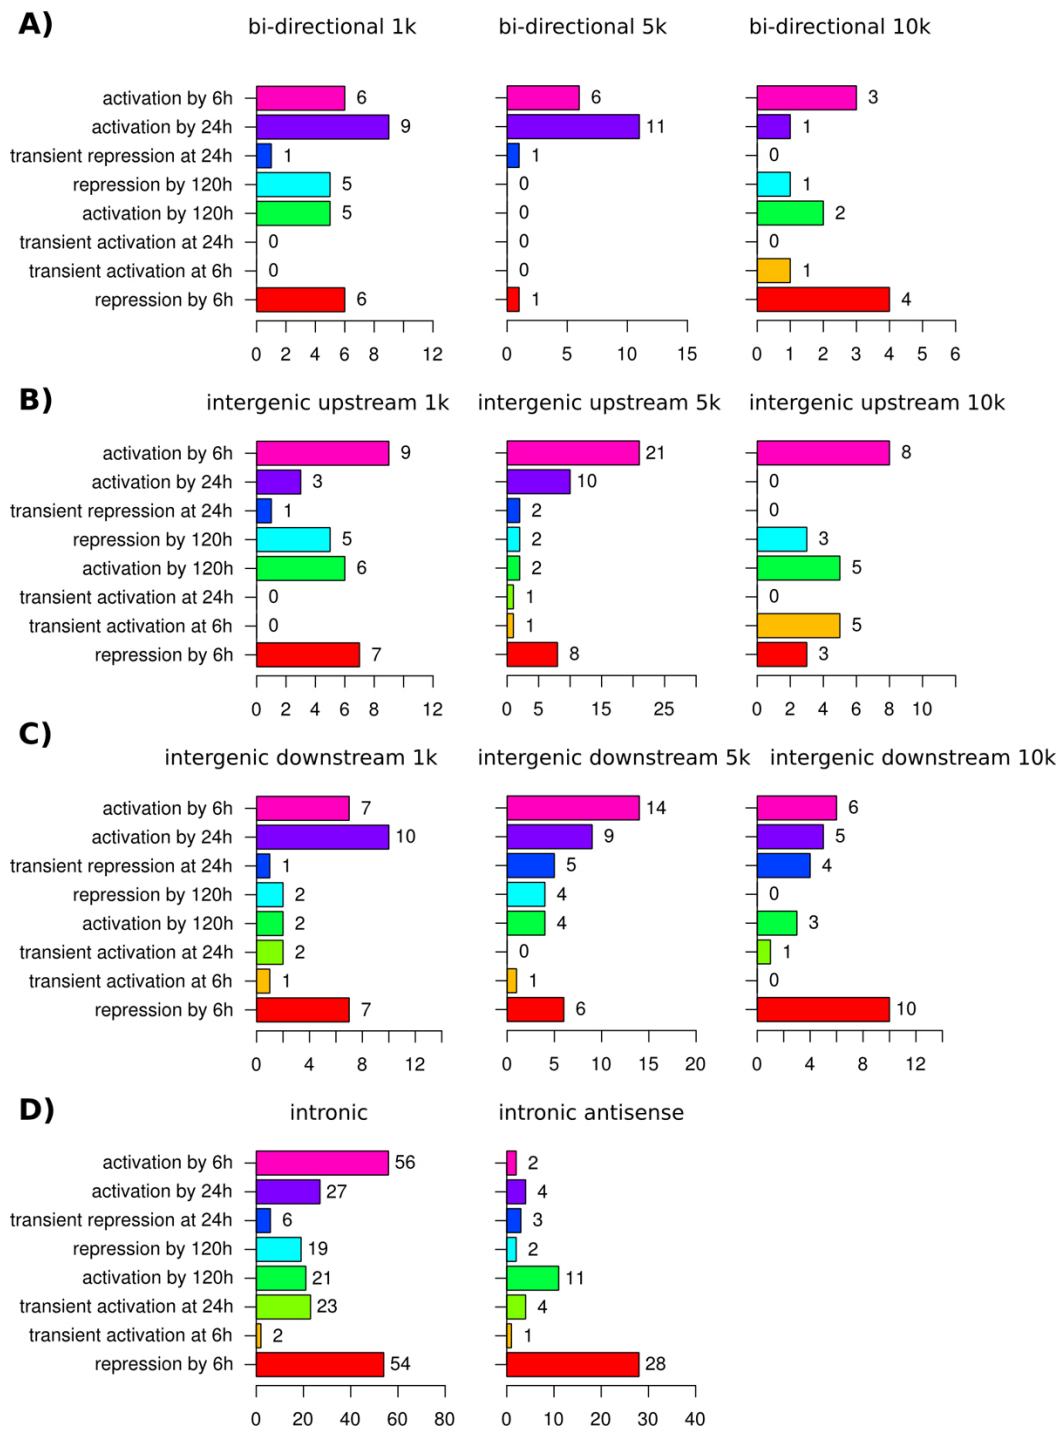 A)
bi-directional 1k bi-directional 5k bi-directional 10k
activation by 6h 6 6 3
activation by 24h 9 11 1
transient repression at 24h 1 1 0
repression by 120h 5 0 1
activation by 120h 5 0 2
transient activation at 24h 0 0 0
transient activation at 6h 0 0 1
repression by 6h 6 1 4
0 2 4 6 8 12 0 5 10 15 0 1 2 3 4 5 6
B)
intergenic upstream 1k intergenic upstream 5k intergenic upstream 10k
activation by 6h 9 21 8
activation by 24h 3 10 0
transient repression at 24h 1 2 0
repression by 120h 5 2 3
activation by 120h 6 2 5
transient activation at 24h 0 1 0
transient activation at 6h 0 1 5
repression by 6h 7 8 3
0 2 4 6 8 12 0 5 15 25 0 2 4 6 8 10
C)
intergenic downstream 1k intergenic downstream 5k intergenic downstream 10k
activation by 6h 7 14 6
activation by 24h 10 9 5
transient repression at 24h 1 5 4
repression by 120h 2 4 0
activation by 120h 2 4 3
transient activation at 24h 2 0 1
transient activation at 6h 1 1 0
repression by 6h 7 6 10
0 4 8 12 0 5 10 15 20 0 4 8 12
D)
intronic intronic antisense
activation by 6h 56 2
activation by 24h 27 4
transient repression at 24h 6 3
repression by 120h 19 2
activation by 120h 21 11
transient activation at 24h 23 4
transient activation at 6h 2 1
repression by 6h 54 28
0 20 40 60 80 0 10 20 30 40